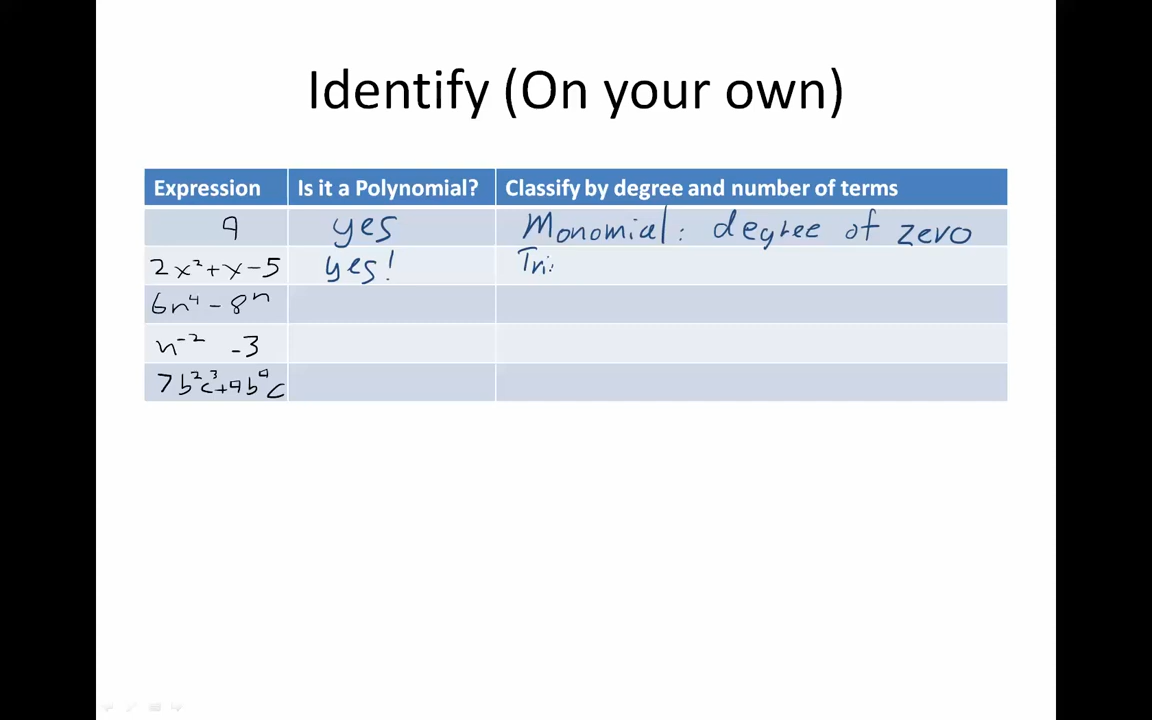 Identify (On your own)
Expression Is it a Polynomial? Classify by degree and number of terms
9 yes Monomial: degree of zero
2x² + x - 5 yes! Tri
6n⁴ - 8ⁿ
n⁻² - 3
7b²c³ + 9b⁴c